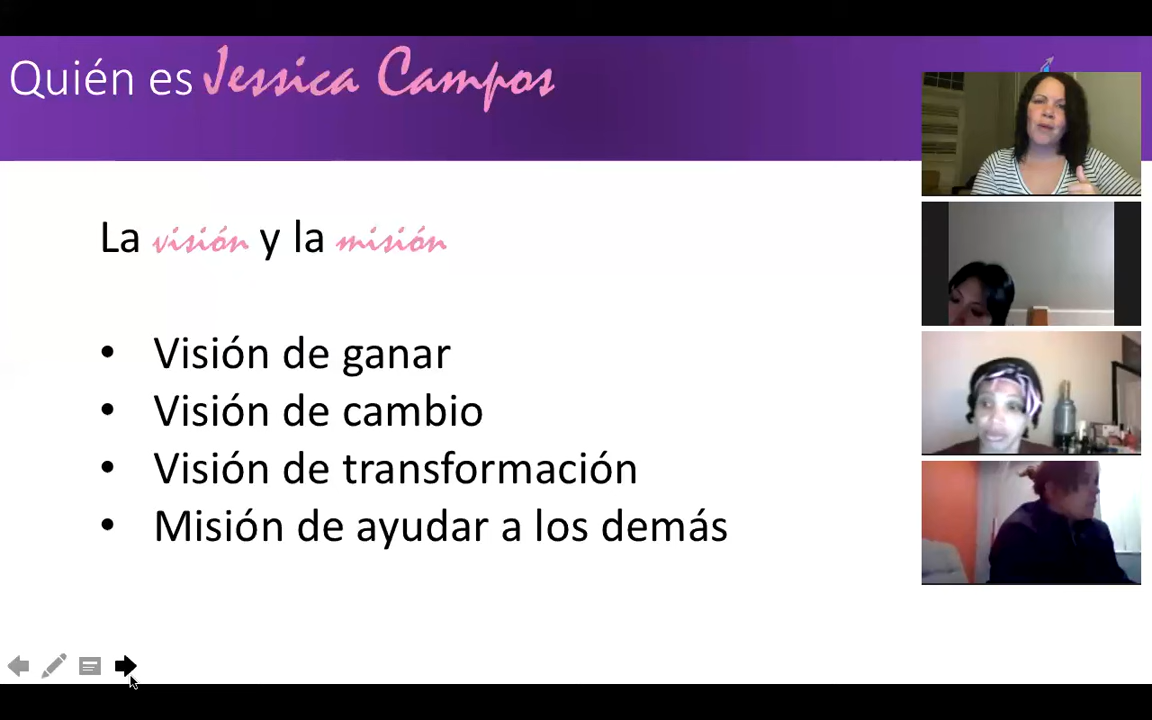 Quién es Jessica Campos
La visión y la misión
• Visión de ganar
• Visión de cambio
• Visión de transformación
• Misión de ayudar a los demás